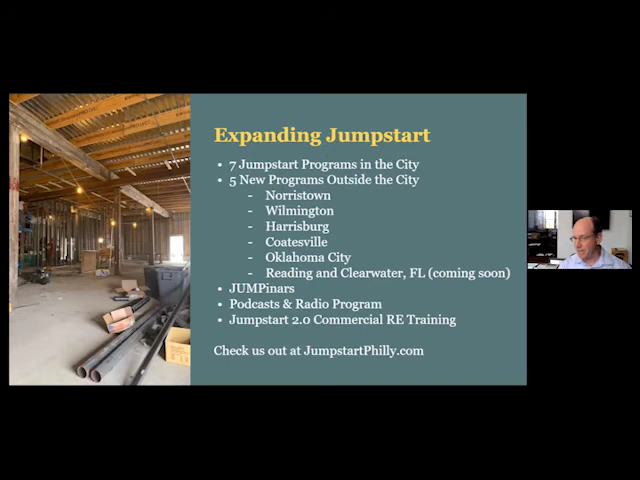 Expanding Jumpstart
• 7 Jumpstart Programs in the City
• 5 New Programs Outside the City
- Norristown
- Wilmington
- Harrisburg
- Coatesville
- Oklahoma City
- Reading and Clearwater, FL (coming soon)
• JUMPinars
• Podcasts & Radio Program
• Jumpstart 2.0 Commercial RE Training
Check us out at JumpstartPhilly.com